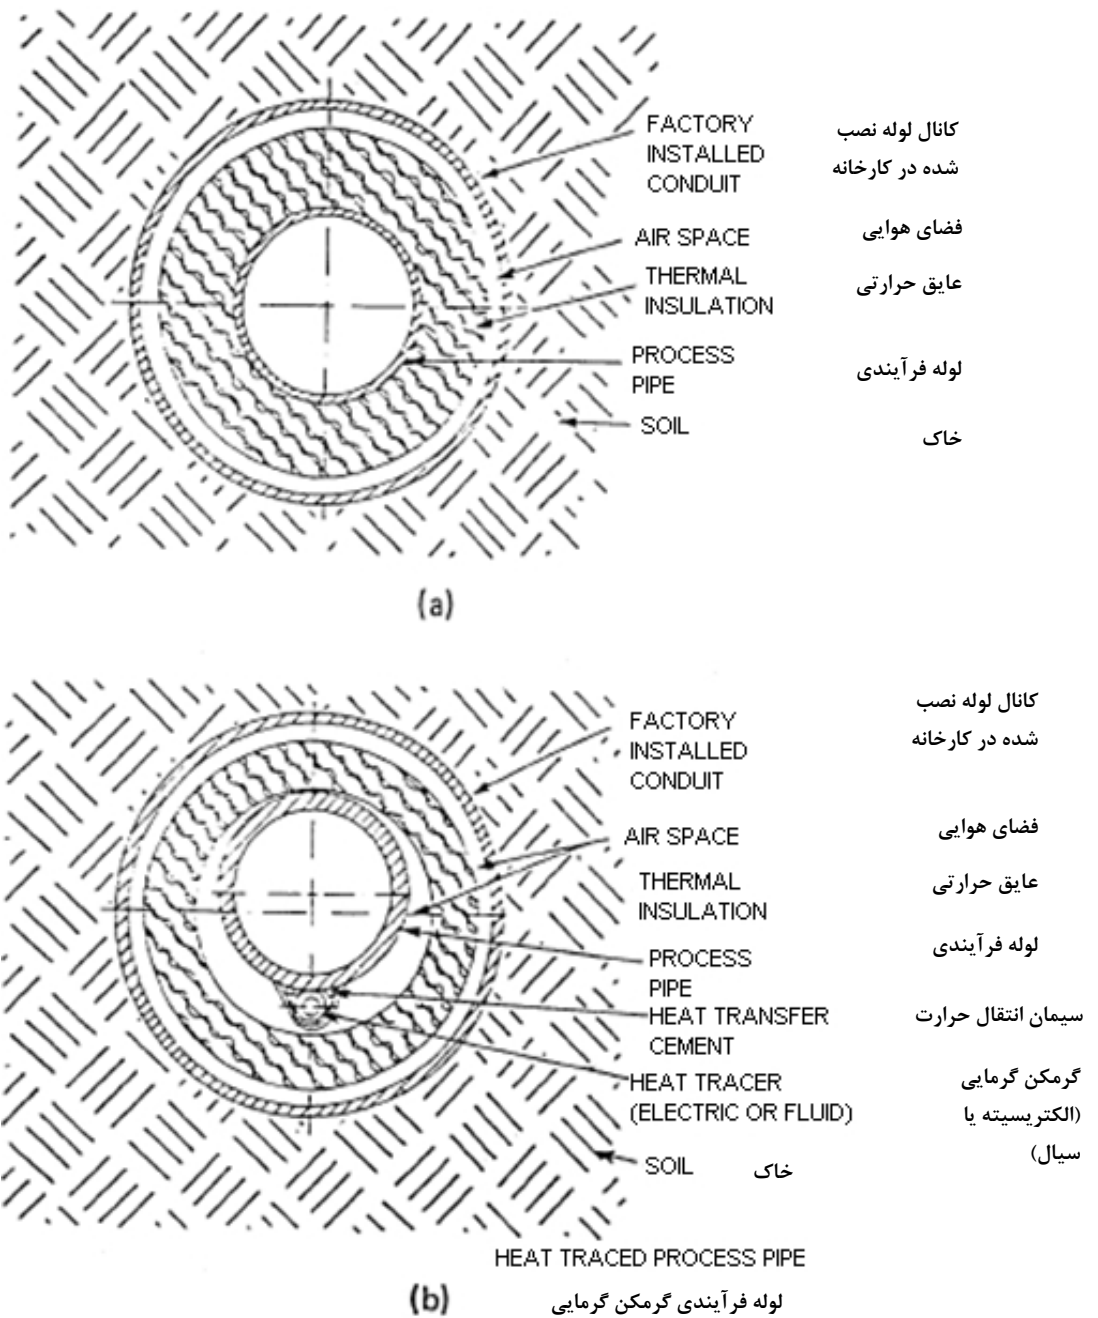 FACTORY
INSTALLED
CONDUIT
کانال لوله نصب
شده در کارخانه
AIR SPACE
فضای هوایی
THERMAL
INSULATION
عایق حرارتی
PROCESS
PIPE
لوله فرآیندی
SOIL
خاک
(a)
FACTORY
INSTALLED
CONDUIT
کانال لوله نصب
شده در کارخانه
AIR SPACE
فضای هوایی
THERMAL
INSULATION
عایق حرارتی
PROCESS
PIPE
لوله فرآیندی
HEAT TRANSFER
CEMENT
سیمان انتقال حرارت
HEAT TRACER
(ELECTRIC OR FLUID)
گرمکن گرمایی
(الکتریسیته یا
سیال)
SOIL
خاک
HEAT TRACED PROCESS PIPE
(b)
لوله فرآیندی گرمکن گرمایی